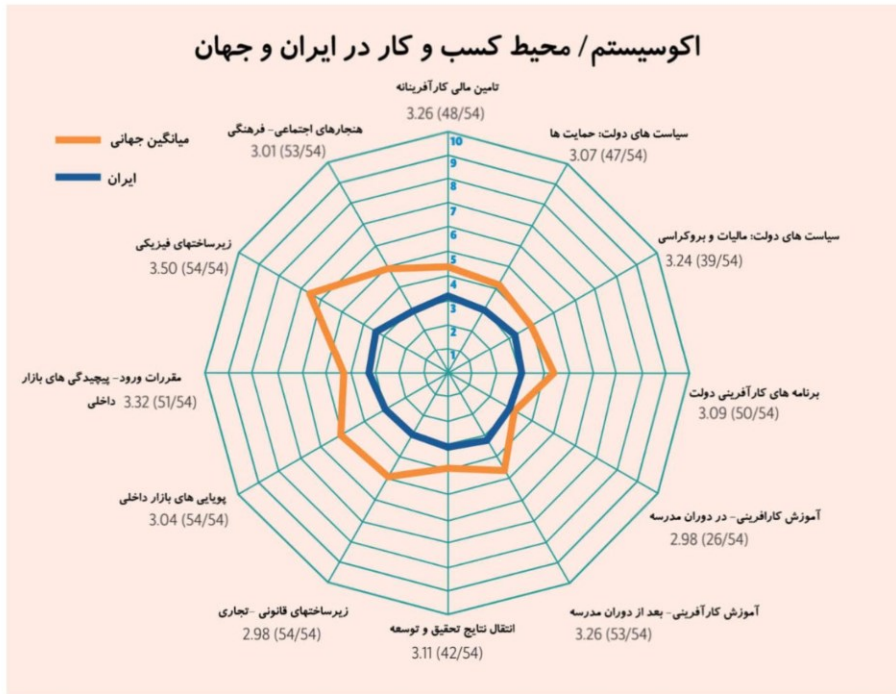 اکوسیستم/ محیط کسب و کار در ایران و جهان
میانگین جهانی
ایران
تامین مالی کارآفرینانه
3.26 (48/54)
سیاست های دولت: حمایت ها
3.07 (47/54)
سیاست های دولت: مالیات و بروکراسی
3.24 (39/54)
برنامه های کارآفرینی دولت
3.09 (50/54)
آموزش کارافرینی- در دوران مدرسه
2.98 (26/54)
آموزش کارآفرینی- بعد از دوران مدرسه
3.26 (53/54)
انتقال نتایج تحقیق و توسعه
3.11 (42/54)
زیرساختهای قانونی -تجاری
2.98 (54/54)
پویایی های بازار داخلی
3.04 (54/54)
مقررات ورود- پیچیدگی های بازار
داخلی 3.32 (51/54)
زیرساختهای فیزیکی
3.50 (54/54)
هنجارهای اجتماعی- فرهنگی
3.01 (53/54)
10
9
8
7
6
5
4
3
2
1